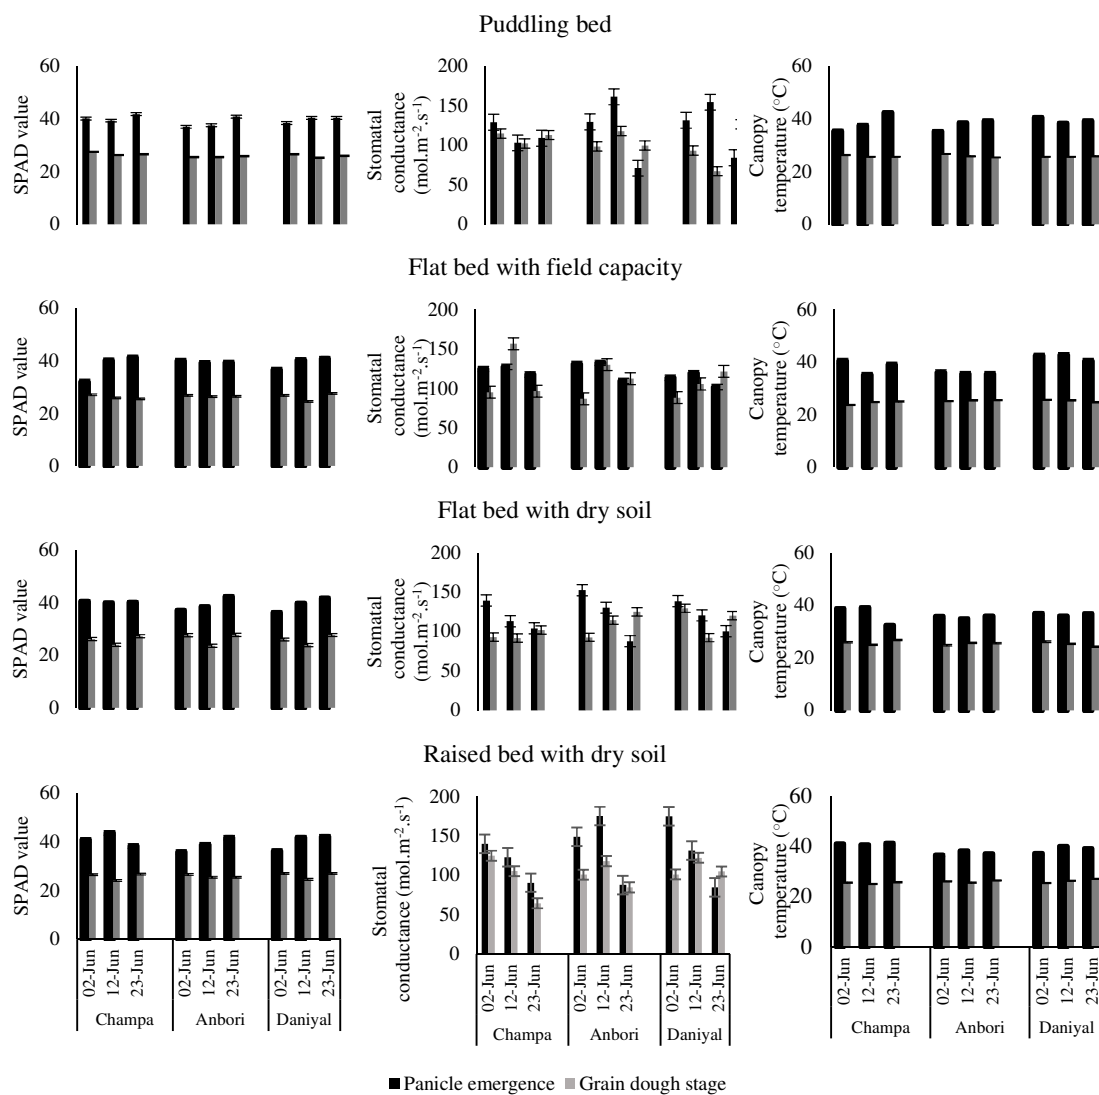 Puddling bed
SPAD value
60
40
20
0
Stomatal
conductance
(mol.m⁻².s⁻¹)
200
150
100
50
0
Canopy
temperature (°C)
60
40
20
0
Flat bed with field capacity
SPAD value
60
40
20
0
Stomatal
conductance
(mol.m⁻².s⁻¹)
200
150
100
50
0
Canopy
temperature (°C)
60
40
20
0
Flat bed with dry soil
SPAD value
60
40
20
0
Stomatal
conductance
(mol.m⁻².s⁻¹)
200
150
100
50
0
Canopy
temperature (°C)
60
40
20
0
Raised bed with dry soil
SPAD value
60
40
20
0
Stomatal
conductance (mol.m⁻².s⁻¹)
200
150
100
50
0
Canopy
temperature (°C)
60
40
20
0
02-Jun 12-Jun 23-Jun 02-Jun 12-Jun 23-Jun 02-Jun 12-Jun 23-Jun
Champa Anbori Daniyal
02-Jun 12-Jun 23-Jun 02-Jun 12-Jun 23-Jun 02-Jun 12-Jun 23-Jun
Champa Anbori Daniyal
02-Jun 12-Jun 23-Jun 02-Jun 12-Jun 23-Jun 02-Jun 12-Jun 23-Jun
Champa Anbori Daniyal
Panicle emergence Grain dough stage